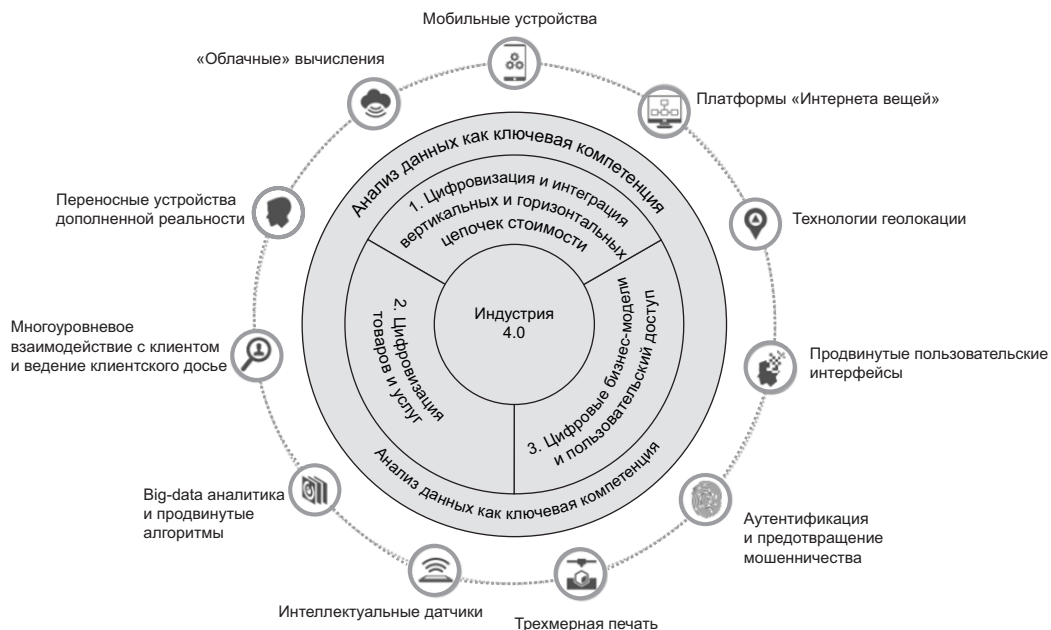 Мобильные устройства
«Облачные» вычисления
Платформы «Интернета вещей»
Переносные устройства
дополненной реальности
Технологии геолокации
Многоуровневое
взаимодействие с клиентом
и ведение клиентского досье
Продвинутые пользовательские
интерфейсы
Big-data аналитика
и продвинутые
алгоритмы
Аутентификация
и предотвращение
мошенничества
Интеллектуальные датчики
Трехмерная печать
Анализ данных как ключевая компетенция
1. Цифровизация и интеграция
вертикальных и горизонтальных
цепочек стоимости
Индустрия
4.0
2. Цифровизация
товаров и услуг
3. Цифровые бизнес-модели
и пользовательский доступ
Анализ данных как ключевая компетенция